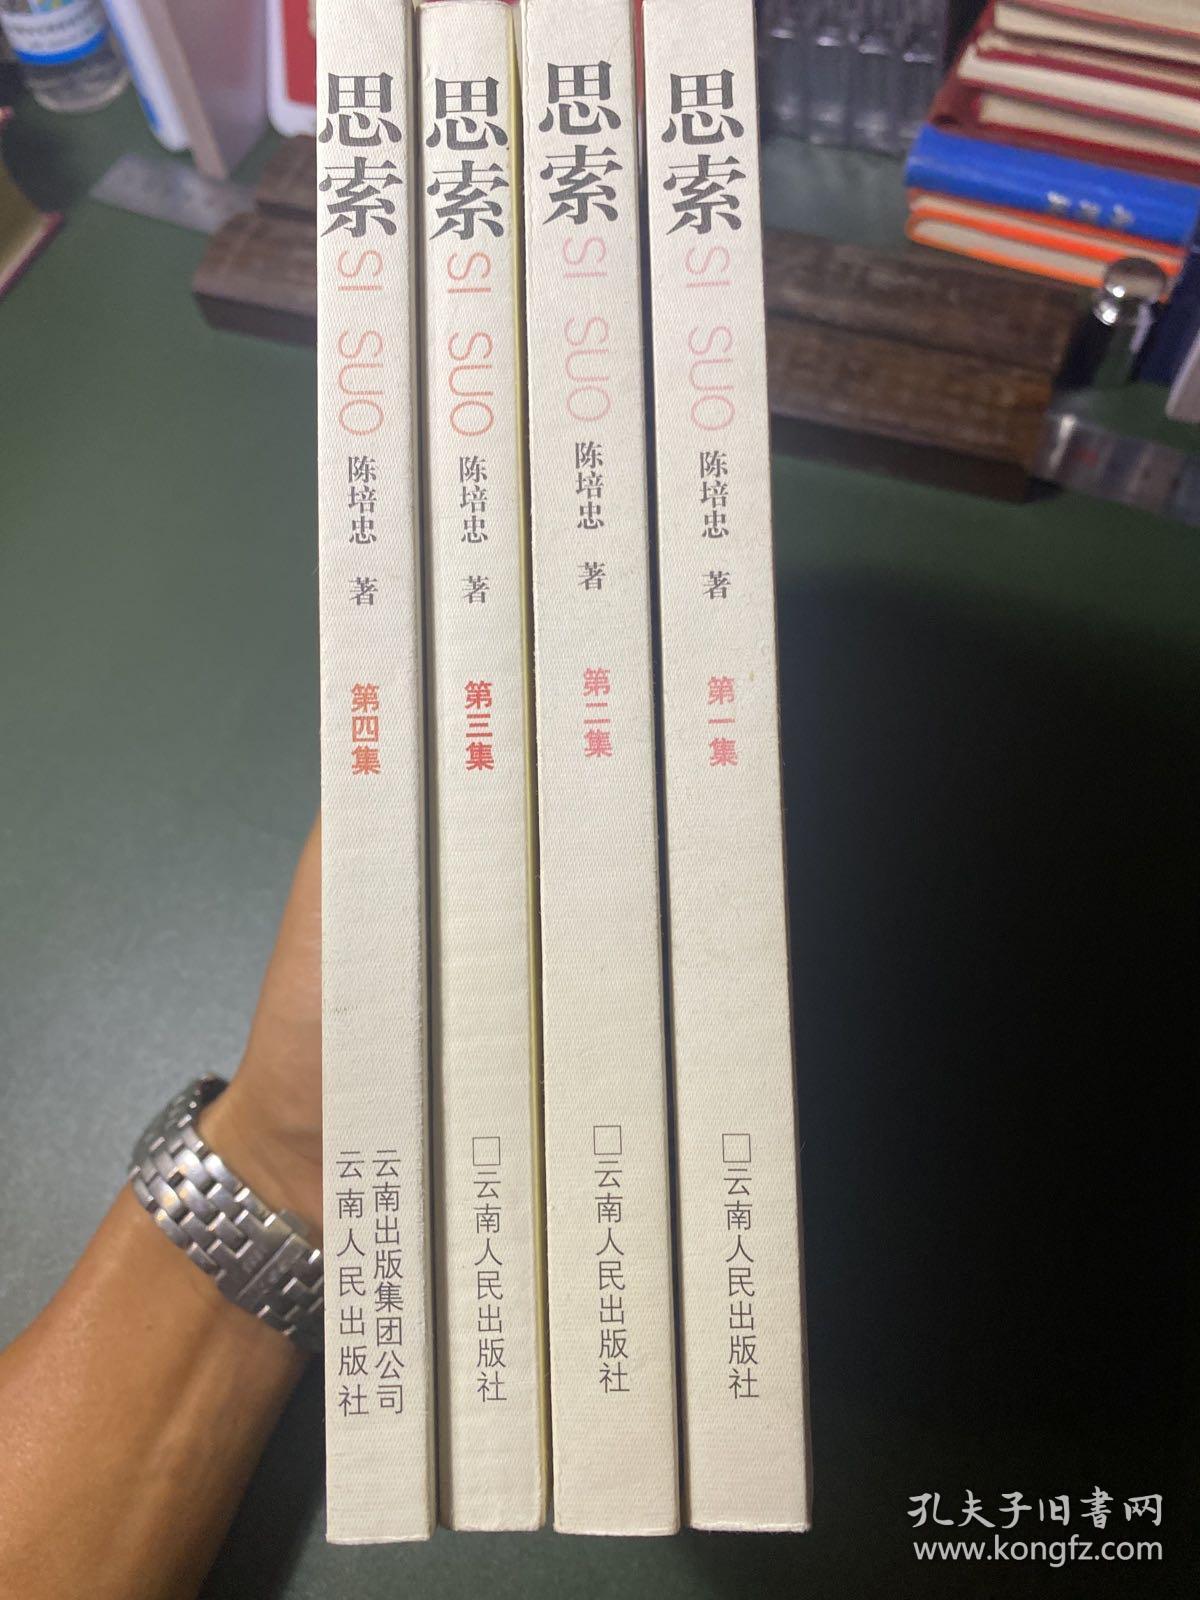 思索
SI SUO
陈培忠 著
第四集
云南出版集团公司
云南人民出版社
思索
SI SUO
陈培忠 著
第三集
□云南人民出版社
思索
SI SUO
陈培忠 著
第二集
□云南人民出版社
思索
SI SUO
陈培忠 著
第一集
□云南人民出版社
孔夫子旧書网
www.kongfz.com